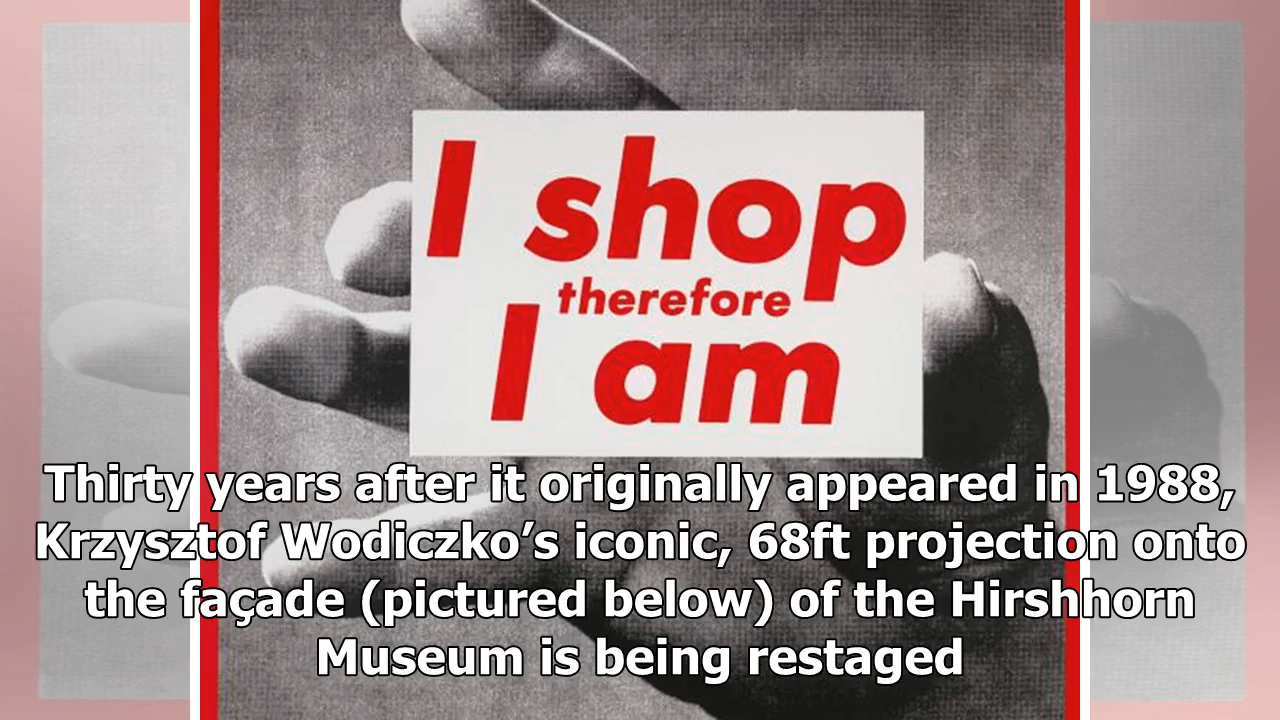 I shop
therefore
I am
Thirty years after it originally appeared in 1988,
Krzysztof Wodiczko’s iconic, 68ft projection onto
the façade (pictured below) of the Hirshhorn
Museum is being restaged